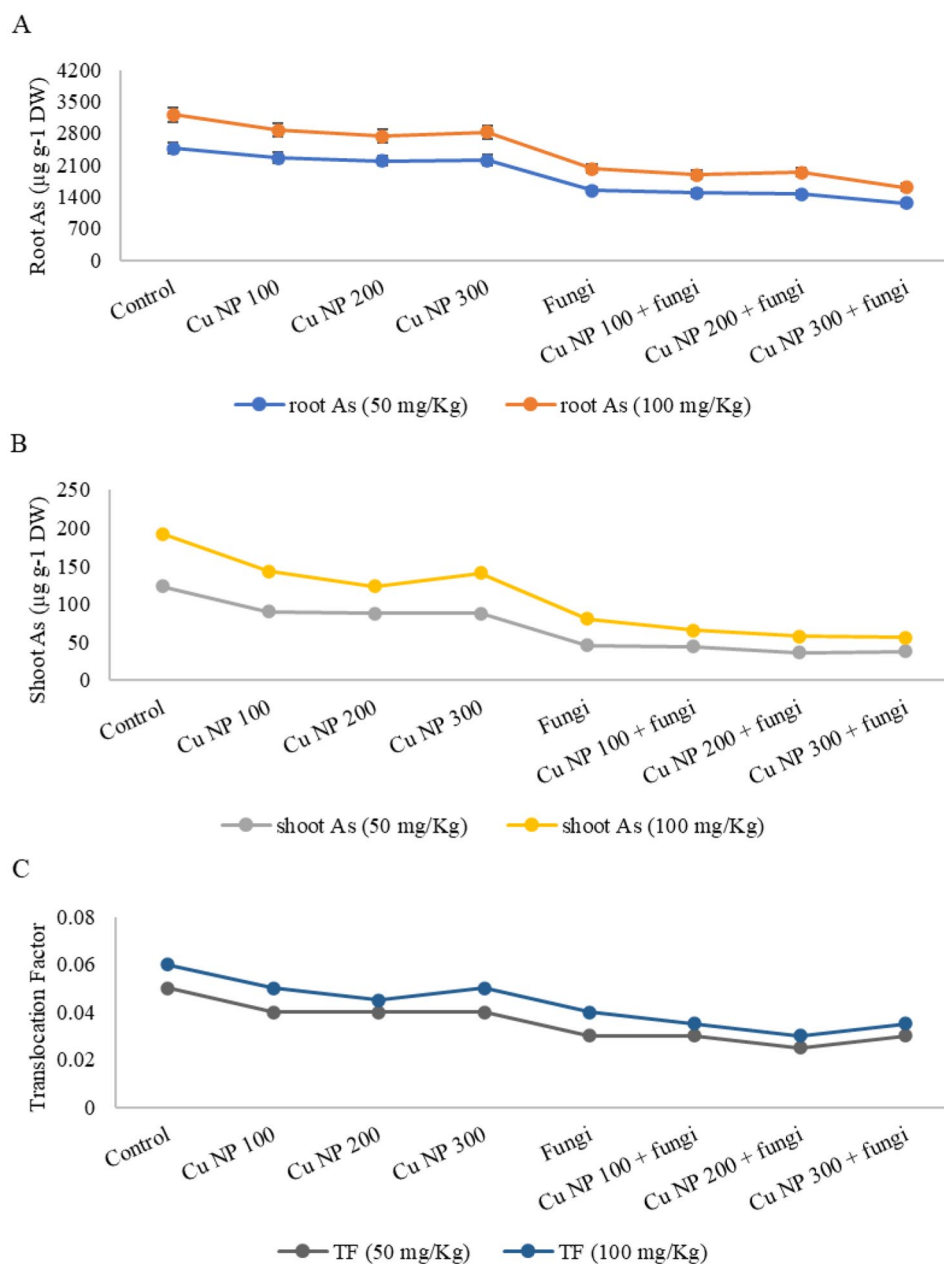 A
Root As (µg g-1 DW)
4200
3500
2800
2100
1400
700
0
Control
Cu NP 100
Cu NP 200
Cu NP 300
Fungi
Cu NP 100 + fungi
Cu NP 200 + fungi
Cu NP 300 + fungi
root As (50 mg/Kg)
root As (100 mg/Kg)
B
Shoot As (µg g-1 DW)
250
200
150
100
50
0
Control
Cu NP 100
Cu NP 200
Cu NP 300
Fungi
Cu NP 100 + fungi
Cu NP 200 + fungi
Cu NP 300 + fungi
shoot As (50 mg/Kg)
shoot As (100 mg/Kg)
C
Translocation Factor
0.08
0.06
0.04
0.02
0
Control
Cu NP 100
Cu NP 200
Cu NP 300
Fungi
Cu NP 100 + fungi
Cu NP 200 + fungi
Cu NP 300 + fungi
TF (50 mg/Kg)
TF (100 mg/Kg)